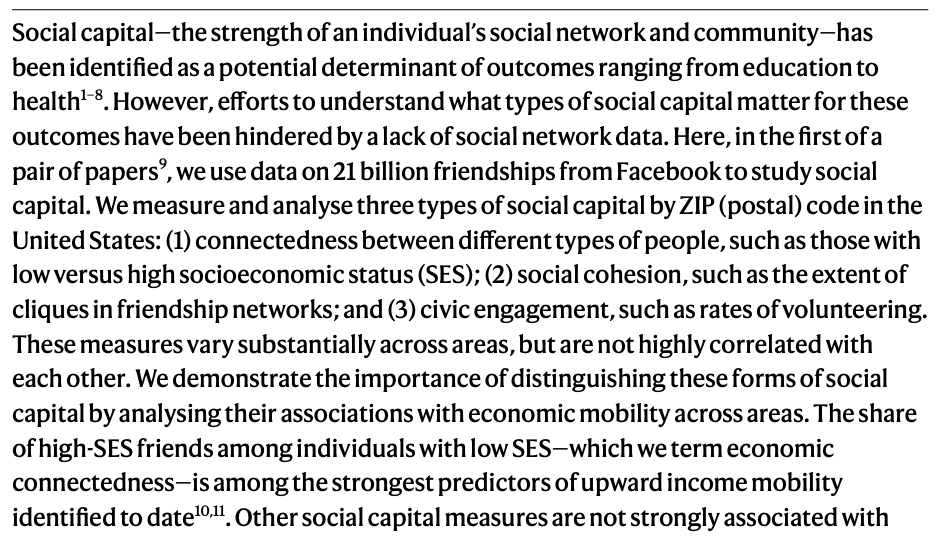 Social capital—the strength of an individual’s social network and community—has
been identified as a potential determinant of outcomes ranging from education to
health1–8. However, efforts to understand what types of social capital matter for these
outcomes have been hindered by a lack of social network data. Here, in the first of a
pair of papers9, we use data on 21 billion friendships from Facebook to study social
capital. We measure and analyse three types of social capital by ZIP (postal) code in the
United States: (1) connectedness between different types of people, such as those with
low versus high socioeconomic status (SES); (2) social cohesion, such as the extent of
cliques in friendship networks; and (3) civic engagement, such as rates of volunteering.
These measures vary substantially across areas, but are not highly correlated with
each other. We demonstrate the importance of distinguishing these forms of social
capital by analysing their associations with economic mobility across areas. The share
of high-SES friends among individuals with low SES—which we term economic
connectedness—is among the strongest predictors of upward income mobility
identified to date10,11. Other social capital measures are not strongly associated with